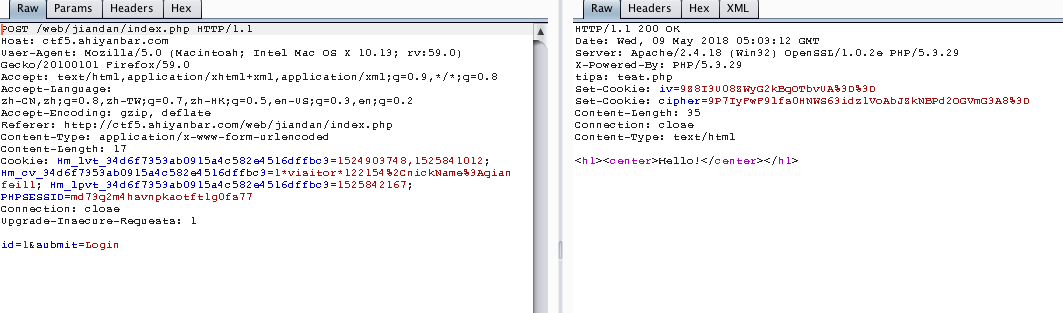 Raw Params Headers Hex
POST /web/jiandan/index.php HTTP/1.1
Host: ctf5.shiyanbar.com
User-Agent: Mozilla/5.0 (Macintosh; Intel Mac OS X 10.13; rv:59.0)
Gecko/20100101 Firefox/59.0
Accept: text/html,application/xhtml+xml,application/xml;q=0.9,*/*;q=0.8
Accept-Language:
zh-CN,zh;q=0.8,zh-TW;q=0.7,zh-HK;q=0.5,en-US;q=0.3,en;q=0.2
Accept-Encoding: gzip, deflate
Referer: http://ctf5.shiyanbar.com/web/jiandan/index.php
Content-Type: application/x-www-form-urlencoded
Content-Length: 17
Cookie: Hm_lvt_34d6f7353ab0915a4c582e4516dffbc3=1524903748,1525841012;
Hm_cv_34d6f7353ab0915a4c582e4516dffbc3=1*visitor*122154%2CnickName%3Aqian
feill; Hm_lpvt_34d6f7353ab0915a4c582e4516dffbc3=1525842167;
PHPSESSID=md73q2m4havnpkaotft1g0fa77
Connection: close
Upgrade-Insecure-Requests: 1
id=1&submit=Login
Raw Headers Hex XML
HTTP/1.1 200 OK
Date: Wed, 09 May 2018 05:03:12 GMT
Server: Apache/2.4.18 (Win32) OpenSSL/1.0.2e PHP/5.3.29
X-Powered-By: PHP/5.3.29
tips: test.php
Set-Cookie:
Set-Cookie:
Content-Length: 35
Connection: close
Content-Type: text/html
<h1><center>Hello!</center></h1>